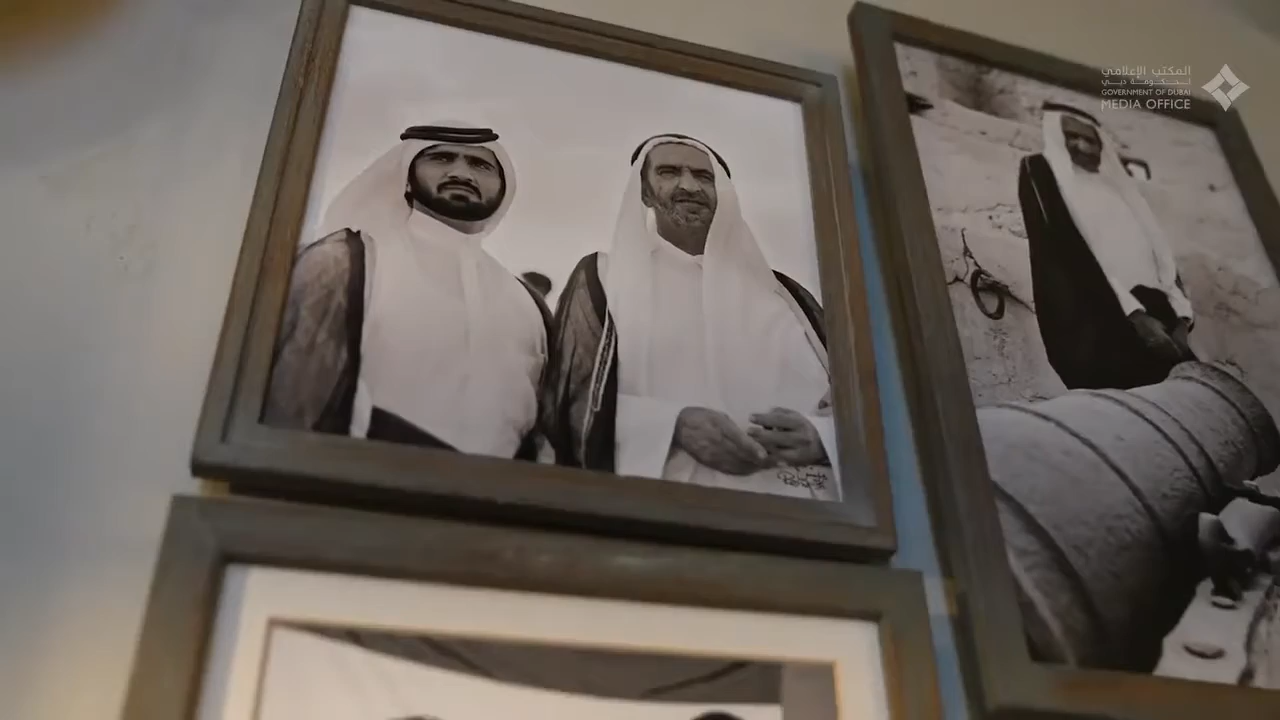 المكتب الإعلامي
لحكومة دبي
GOVERNMENT OF DUBAI
MEDIA OFFICE